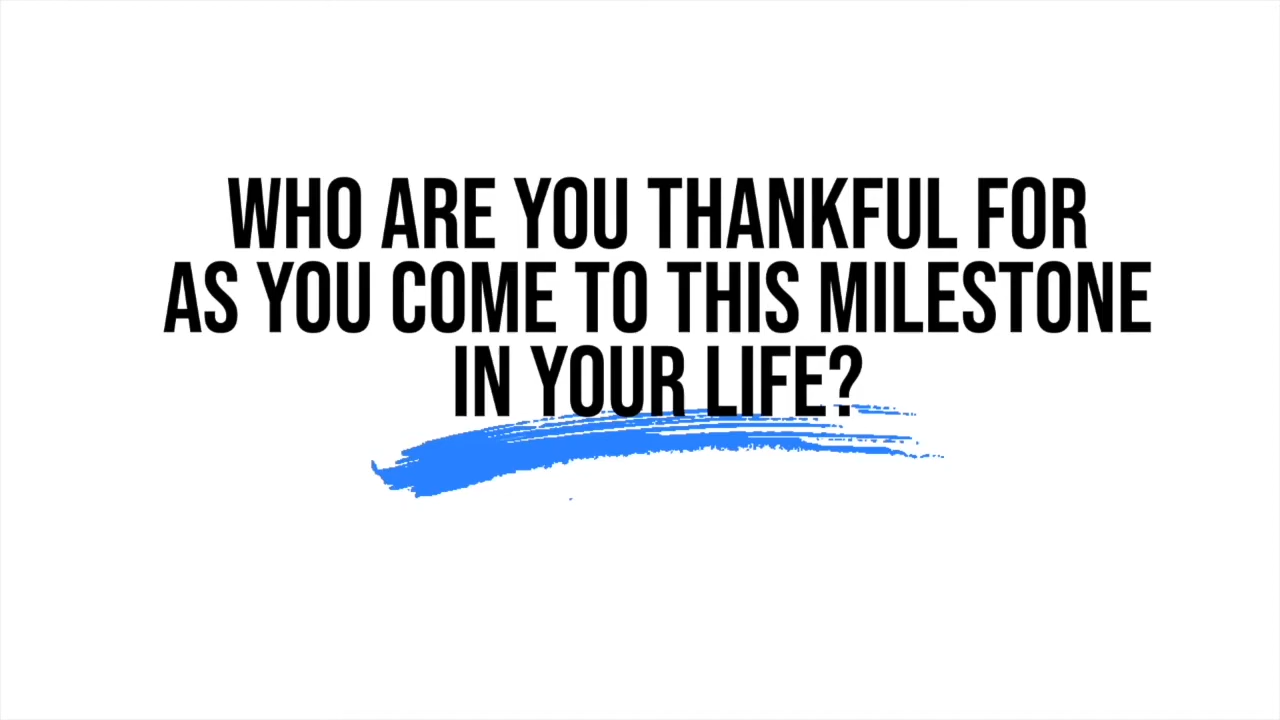 WHO ARE YOU THANKFUL FOR
AS YOU COME TO THIS MILESTONE
IN YOUR LIFE?